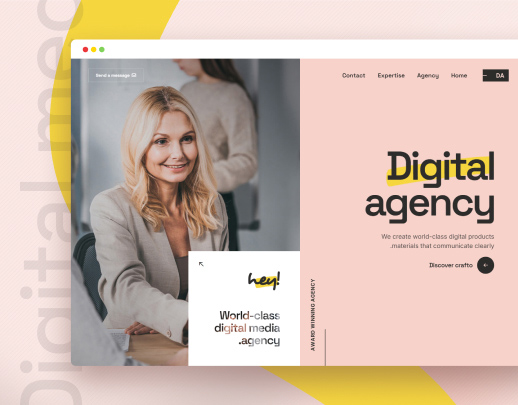 Digital med
Send a message
Contact Expertise Agency Home
DA
Digital
agency
We create world-class digital products
.materials that communicate clearly
Discover crafto
hey!
World-class
digital media
.agency
AWARD WINNING AGENCY